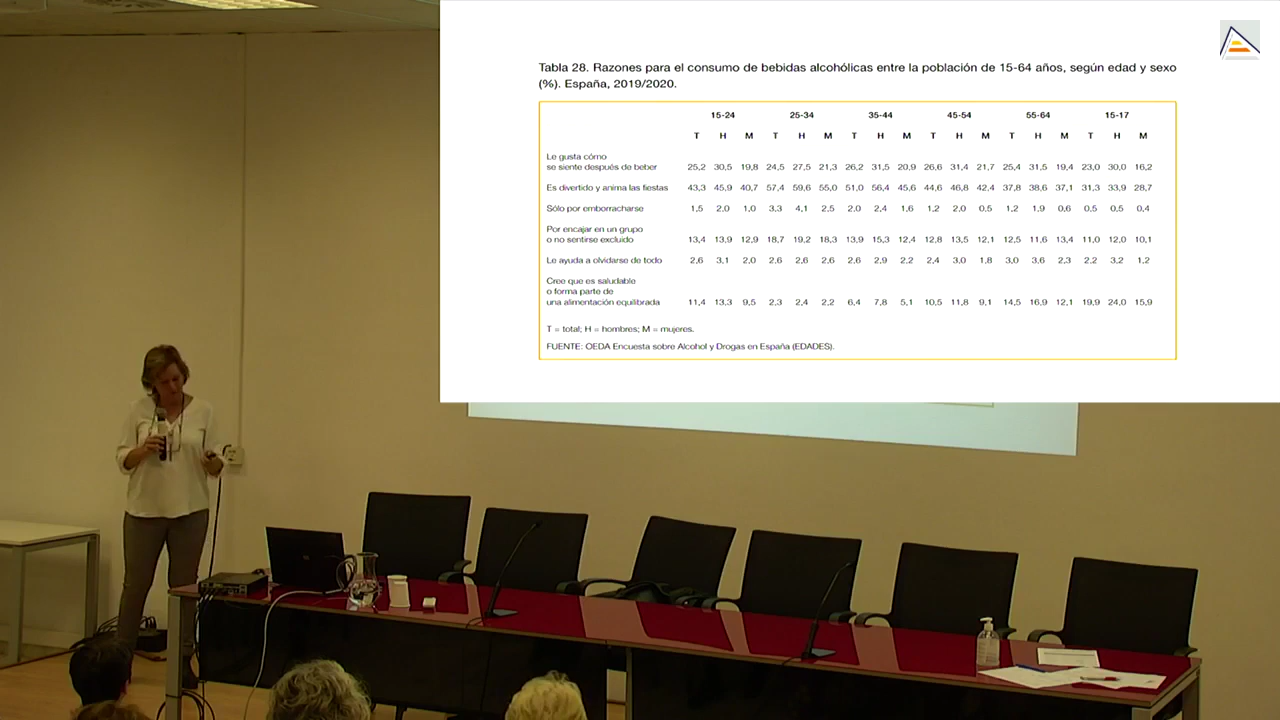 Tabla 28. Razones para el consumo de bebidas alcohólicas entre la población de 15-64 años, según edad y sexo
(%). España, 2019/2020.
15-24 25-34 35-44 45-54 55-64 15-17
T H M T H M T H M T H M T H M T H M
Le gusta cómo
se siente después de beber 25,2 30,5 19,8 24,5 27,5 21,3 26,2 31,5 20,9 26,6 31,4 21,7 25,4 31,5 19,4 23,0 30,0 16,2
Es divertido y anima las fiestas 43,3 45,9 40,7 57,4 59,6 55,0 51,0 56,4 45,6 44,6 46,8 42,4 37,8 38,6 37,1 31,3 33,9 28,7
Sólo por emborracharse 1,5 2,0 1,0 3,3 4,1 2,5 2,0 2,4 1,6 1,2 2,0 0,5 1,2 1,9 0,6 0,5 0,5 0,4
Por encajar en un grupo
o no sentirse excluido 13,4 13,9 12,9 18,7 19,2 18,3 13,9 15,3 12,4 12,8 13,5 12,1 12,5 11,6 13,4 11,0 12,0 10,1
Le ayuda a olvidarse de todo 2,6 3,1 2,0 2,6 2,6 2,6 2,6 2,9 2,2 2,4 3,0 1,8 3,0 3,6 2,3 2,2 3,2 1,2
Cree que es saludable
o forma parte de
una alimentación equilibrada 11,4 13,3 9,5 2,3 2,4 2,2 6,4 7,8 5,1 10,5 11,8 9,1 14,5 16,9 12,1 19,9 24,0 15,9
T = total; H = hombres; M = mujeres.
FUENTE: OEDA Encuesta sobre Alcohol y Drogas en España (EDADES).